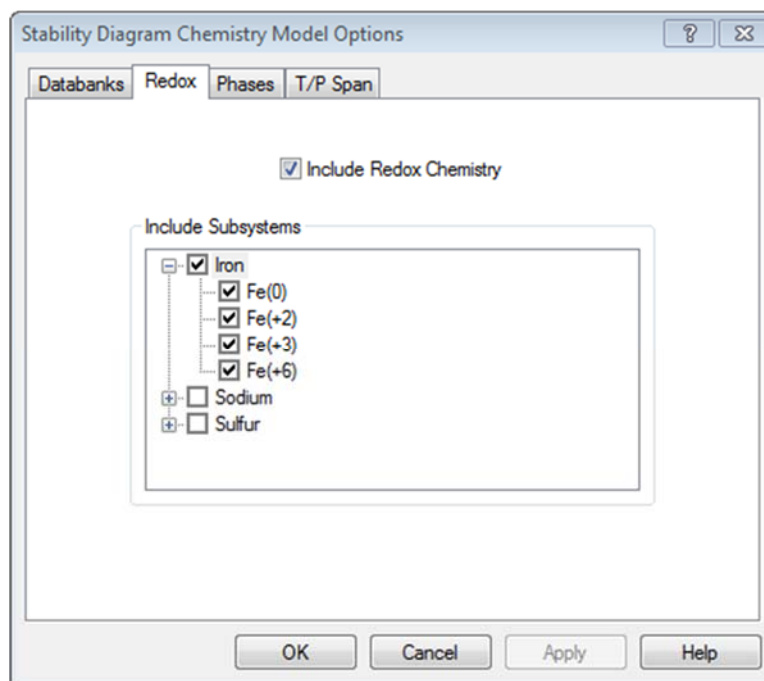 Stability Diagram Chemistry Model Options
Databanks Redox Phases T/P Span
Include Redox Chemistry
Include Subsystems
Iron
Fe(0)
Fe(+2)
Fe(+3)
Fe(+6)
Sodium
Sulfur
OK Cancel Apply Help